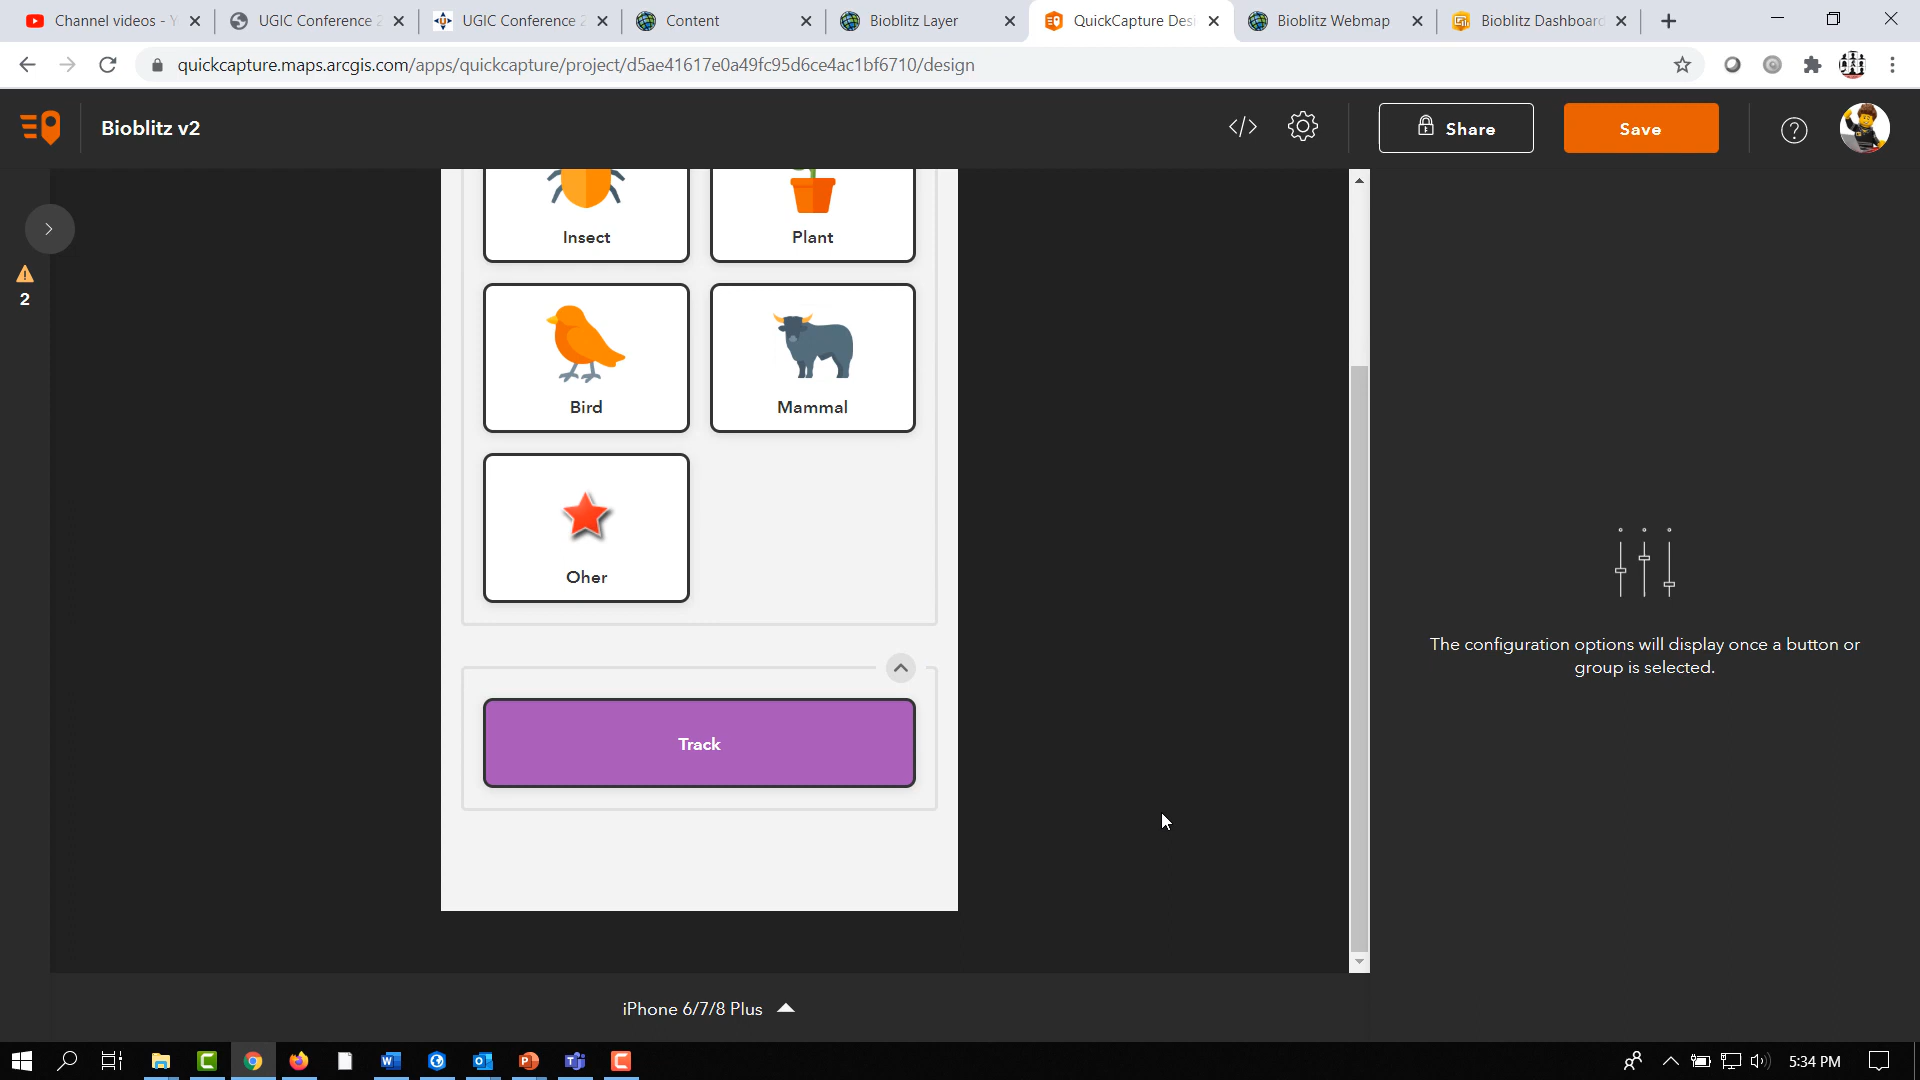 Channel videos - Y
UGIC Conference 2
UGIC Conference 2
Content
Bioblitz Layer
QuickCapture Desi
Bioblitz Webmap
Bioblitz Dashboard
quickcapture.maps.arcgis.com/apps/quickcapture/project/d5ae41617e0a49fc95d6ce4ac1bf6710/design
Bioblitz v2
Share
Save
2
Insect
Plant
Bird
Mammal
Oher
Track
The configuration options will display once a button or
group is selected.
iPhone 6/7/8 Plus
5:34 PM